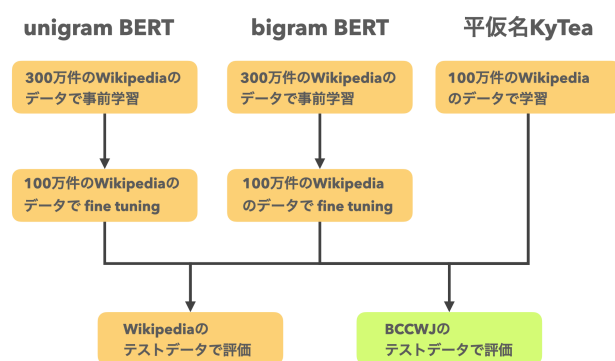 unigram BERT
bigram BERT
平仮名KyTea
300万件のWikipediaの
データで事前学習
300万件のWikipediaの
データで事前学習
100万件のWikipedia
のデータで学習
100万件のWikipediaの
データで fine tuning
100万件のWikipedia
のデータで fine tuning
Wikipediaの
テストデータで評価
BCCWJの
テストデータで評価